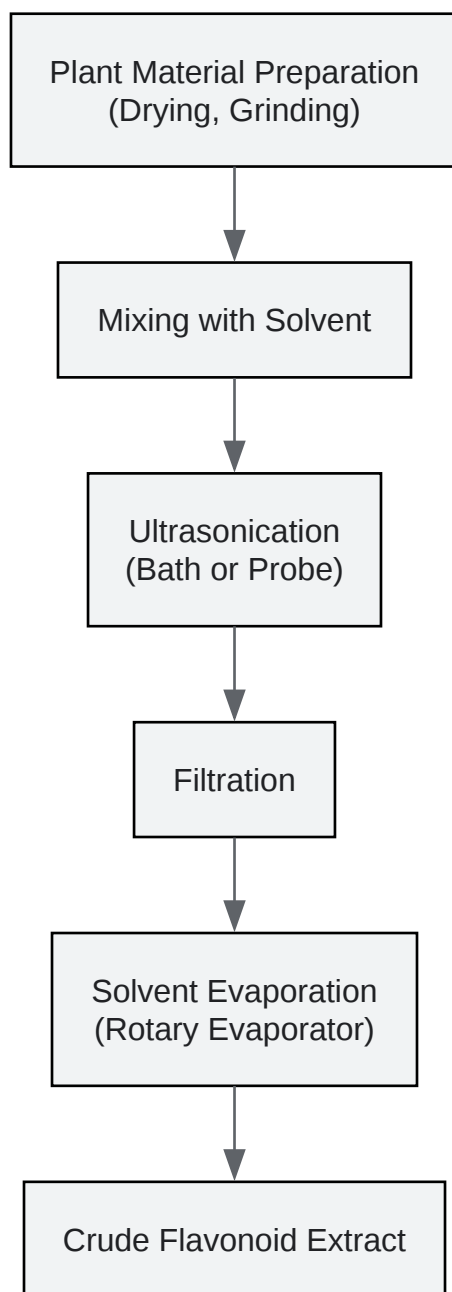 Plant Material Preparation
(Drying, Grinding)
Mixing with Solvent
Ultrasonication
(Bath or Probe)
Filtration
Solvent Evaporation
(Rotary Evaporator)
Crude Flavonoid Extract